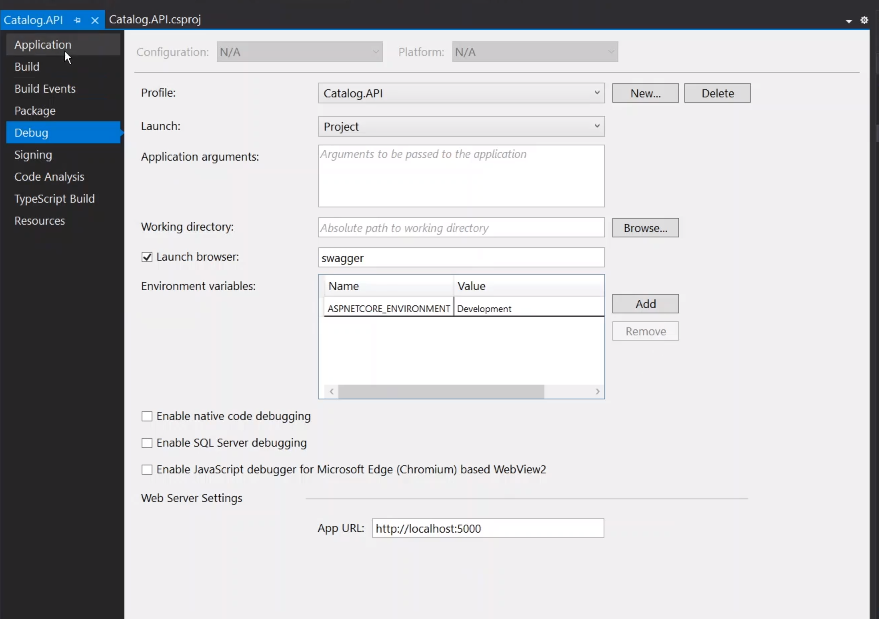 Catalog.API Catalog.API.csproj
Application
Build
Build Events
Package
Debug
Signing
Code Analysis
TypeScript Build
Resources
Configuration: N/A Platform: N/A
Profile: Catalog.API New... Delete
Launch: Project
Application arguments: Arguments to be passed to the application
Working directory: Absolute path to working directory Browse...
Launch browser: swagger
Environment variables: Name Value
ASPNETCORE_ENVIRONMENT Development
Add
Remove
Enable native code debugging
Enable SQL Server debugging
Enable JavaScript debugger for Microsoft Edge (Chromium) based WebView2
Web Server Settings
App URL: http://localhost:5000